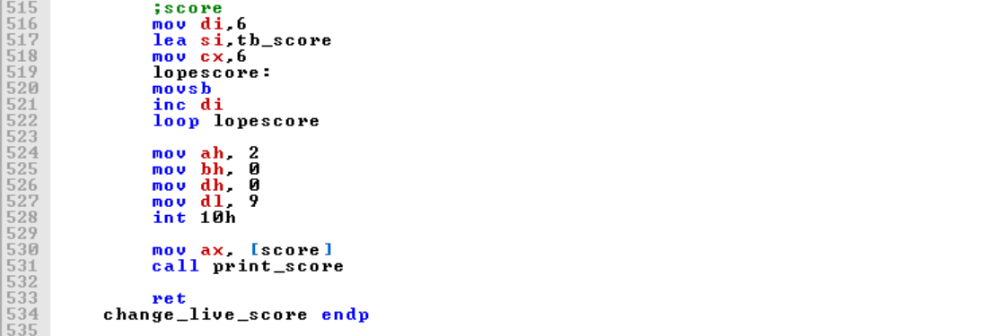 515 ;score
516 mov di,6
517 lea si,tb_score
518 mov cx,6
519 lopescore:
520 movsb
521 inc di
522 loop lopescore
523
524 mov ah, 2
525 mov bh, 0
526 mov dh, 0
527 mov dl, 9
528 int 10h
529
530 mov ax, [score]
531 call print_score
532
533 ret
534 change_live_score endp
535